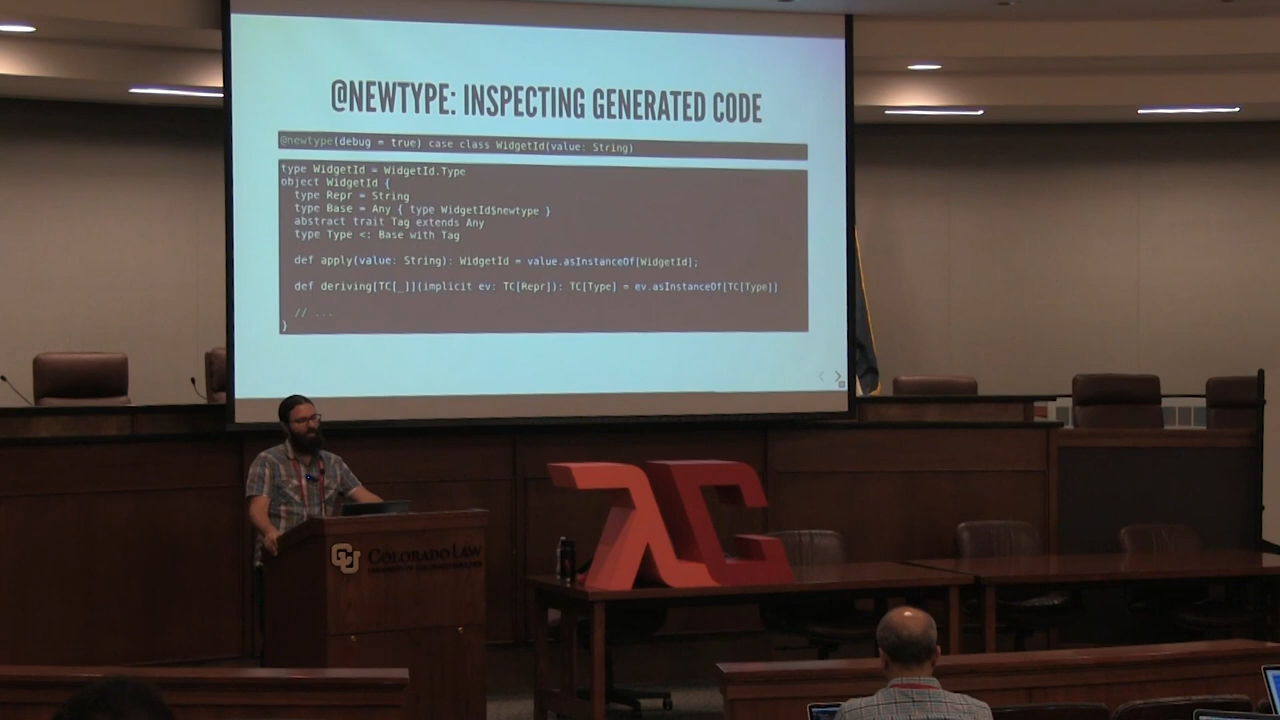 @NEWTYPE: INSPECTING GENERATED CODE
@newtype(debug = true) case class WidgetId(value: String)
type WidgetId = WidgetId.Type
object WidgetId {
  type Repr = String
  type Base = Any { type WidgetId$newtype }
  abstract trait Tag extends Any
  type Type <: Base with Tag
  def apply(value: String): WidgetId = value.asInstanceOf[WidgetId];
  def deriving[TC[_]](implicit ev: TC[Repr]): TC[Type] = ev.asInstanceOf[TC[Type]]
  // ...
}
CU
COLORADO LAW
λC